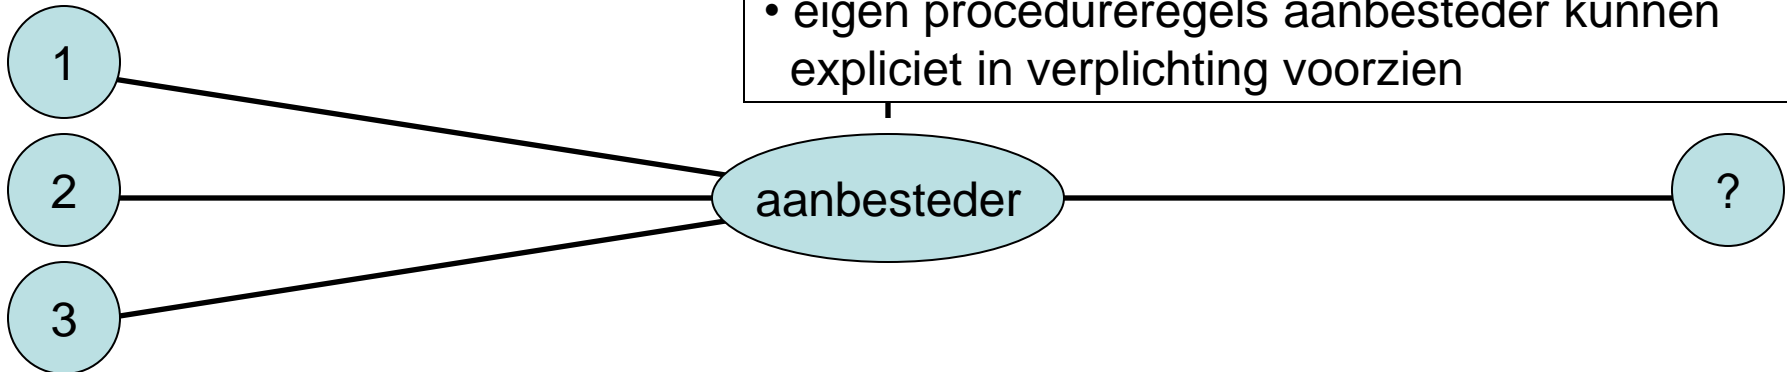 • eigen procedureregels aanbesteder kunnen
expliciet in verplichting voorzien
1
2
aanbesteder
?
3